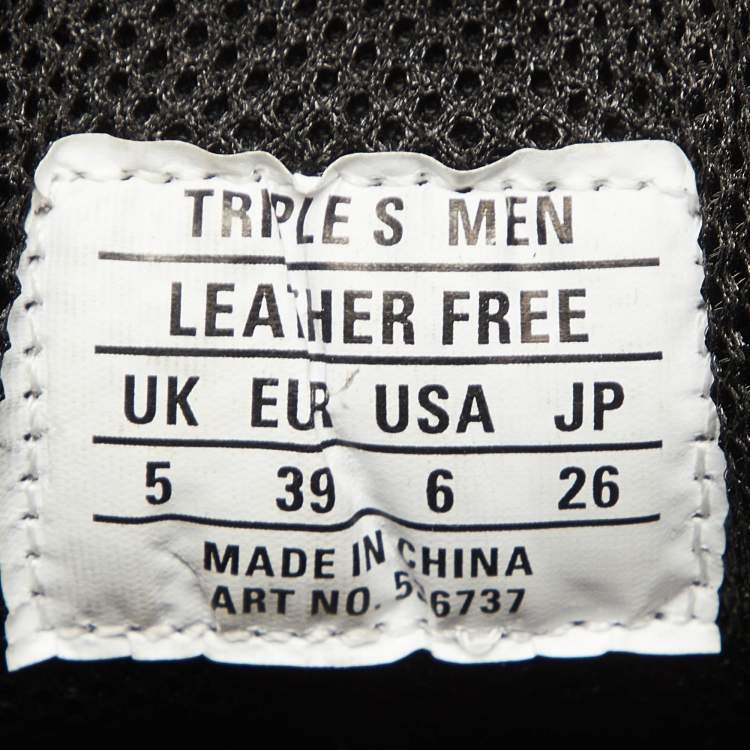 TRIPLE S MEN
LEATHER FREE
UK EUR USA JP
5 39 6 26
MADE IN CHINA
ART NO.